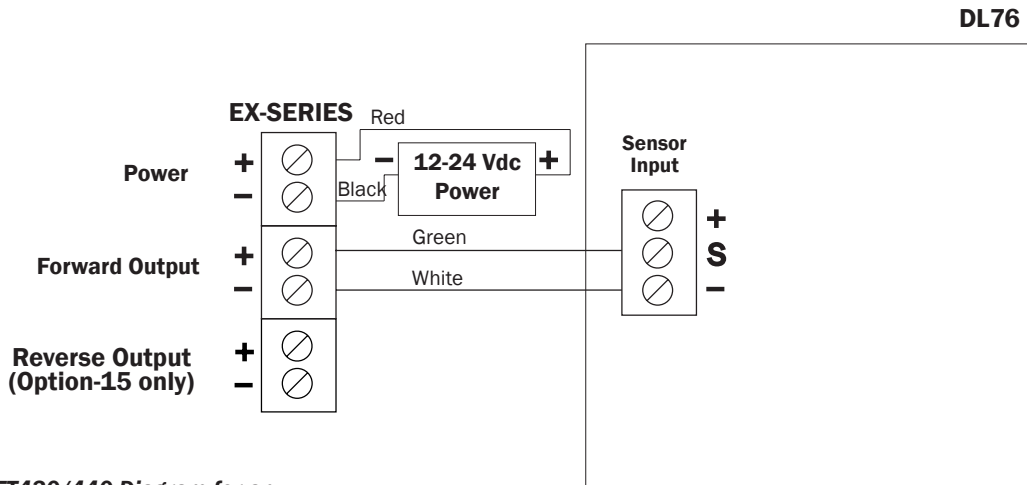 DL76
EX-SERIES
Red
Power
+
−
−
12-24 Vdc
Power
+
Black
Sensor
Input
+
S
−
Forward Output
+
−
Green
White
Reverse Output
(Option-15 only)
+
−